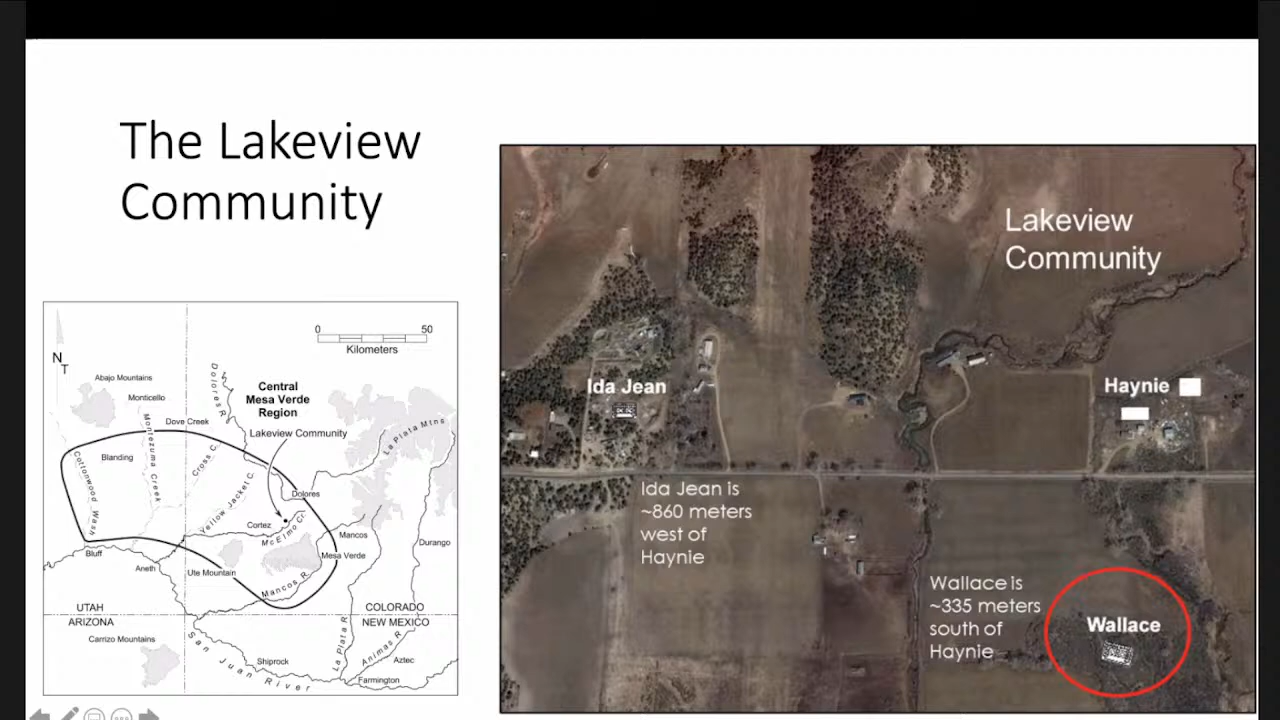 The Lakeview
Community
0
50
Kilometers
N
Abajo Mountains
Monticello
Dove Creek
Blanding
Cottonwood Wash
Montezuma Creek
Cross C.
Yellow Jacket C.
Dolores R.
Central
Mesa Verde
Region
Lakeview Community
La Plata Mtns
Dolores
Cortez
McElmo Cr.
Mancos
Mesa Verde
Durango
Bluff
Aneth
Ute Mountain
Mancos R.
UTAH
ARIZONA
COLORADO
NEW MEXICO
Carrizo Mountains
San Juan River
Shiprock
La Plata R.
Animas R.
Aztec
Farmington
Lakeview
Community
Ida Jean
Haynie
Ida Jean is
~860 meters
west of
Haynie
Wallace is
~335 meters
south of
Haynie
Wallace